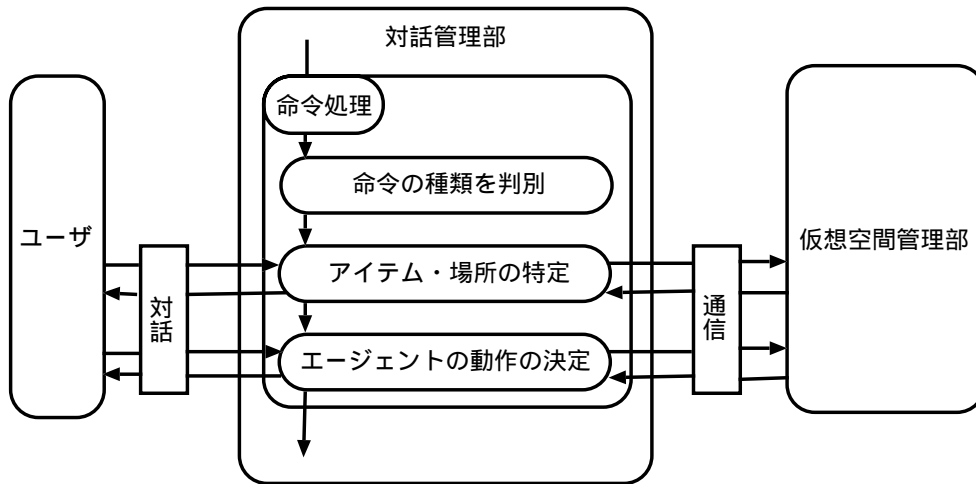 対話管理部
命令処理
命令の種類を判別
ユーザ
仮想空間管理部
アイテム・場所の特定
対話
通信
エージェントの動作の決定